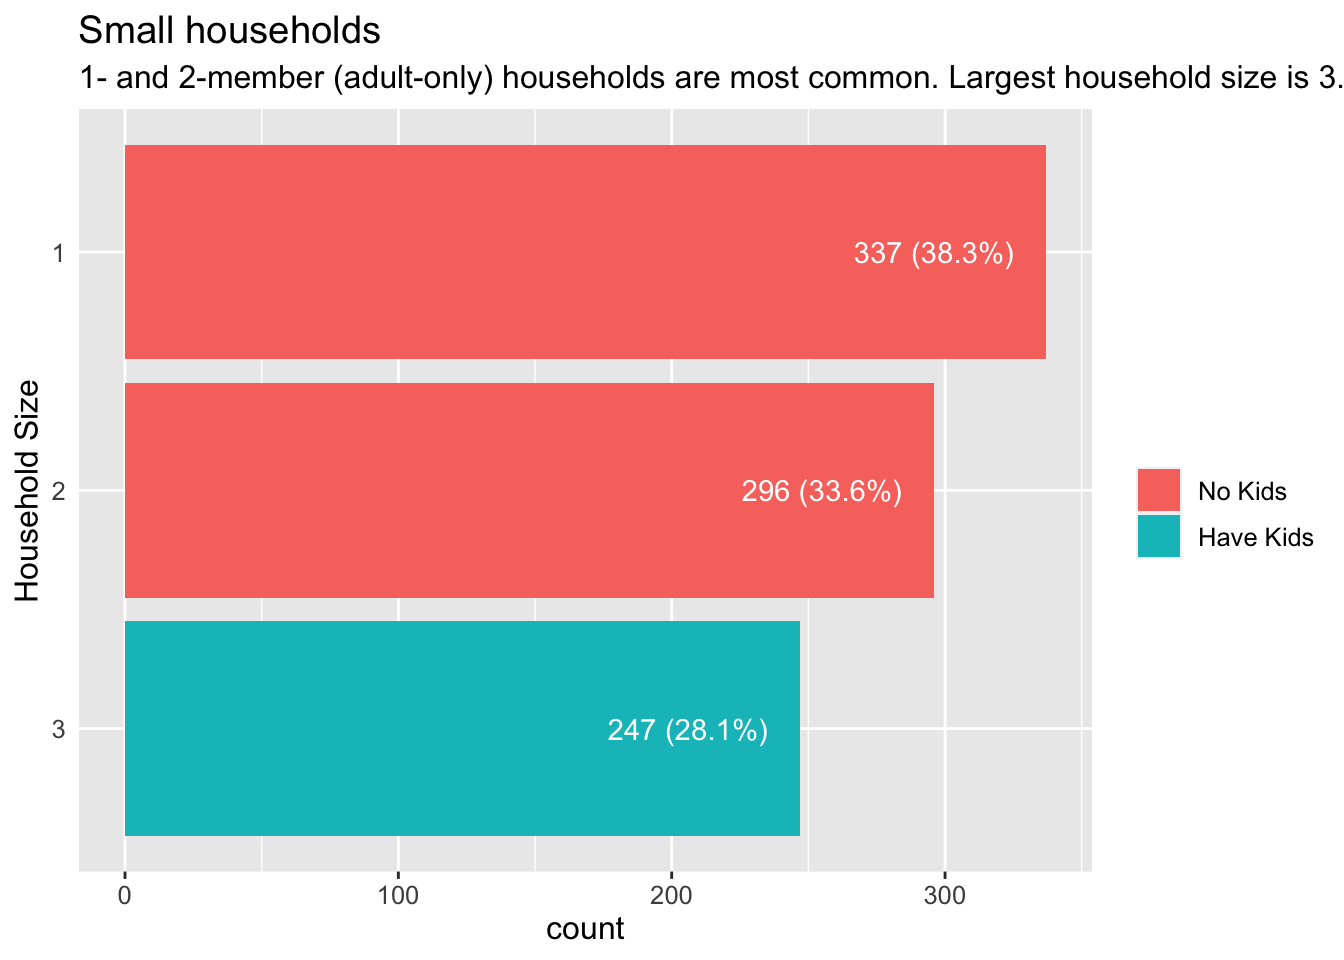 Small households
1- and 2-member (adult-only) households are most common. Largest household size is 3.
Household Size
1
337 (38.3%)
2
296 (33.6%)
3
247 (28.1%)
No Kids
Have Kids
0 100 200 300
count